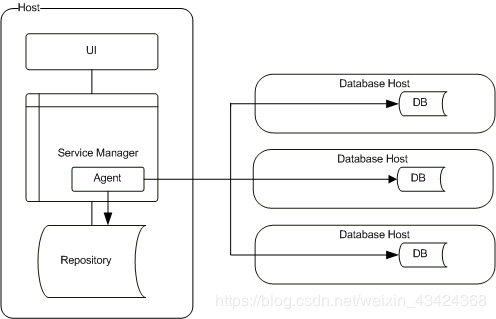 Host
UI
Service Manager
Agent
Repository
Database Host
DB
Database Host
DB
Database Host
DB
https://blog.csdn.net/weixin_43424368